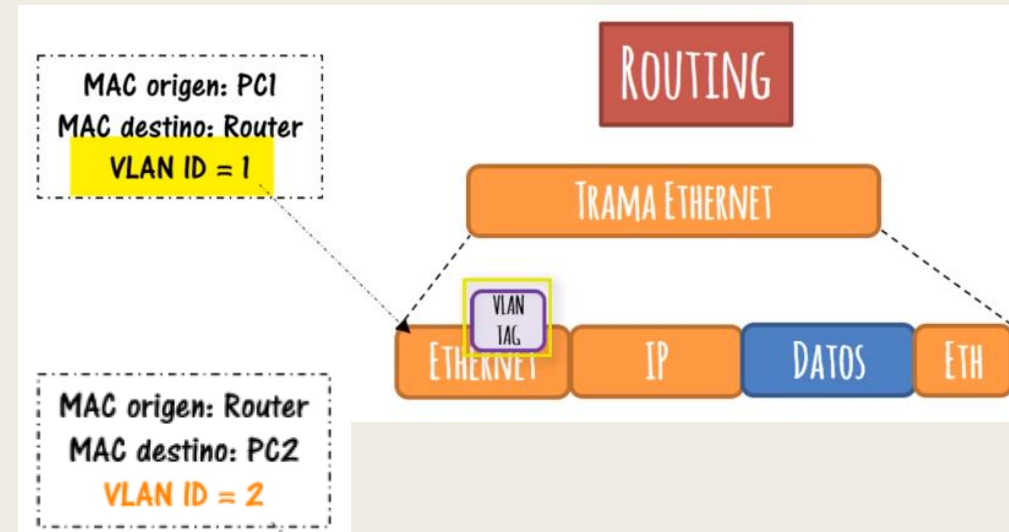 MAC origen: PC1
MAC destino: Router
VLAN ID = 1
ROUTING
TRAMA ETHERNET
VLAN
TAG
ETHERNET
IP
DATOS
ETH
MAC origen: Router
MAC destino: PC2
VLAN ID = 2